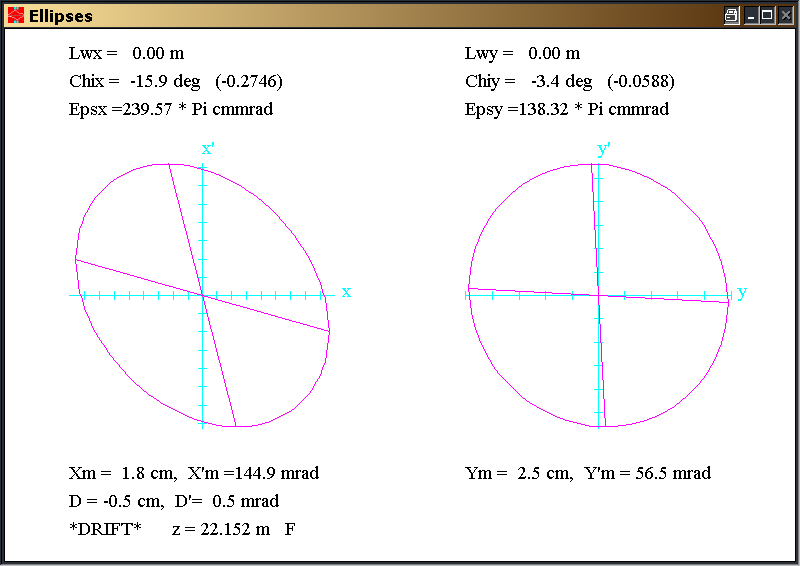 Ellipses
Lwx = 0.00 m
Chix = -15.9 deg (-0.2746)
Epsx =239.57 * Pi cmmrad
Lwy = 0.00 m
Chiy = -3.4 deg (-0.0588)
Epsy =138.32 * Pi cmmrad
x'
x
y'
y
Xm = 1.8 cm, X'm =144.9 mrad
D = -0.5 cm, D'= 0.5 mrad
*DRIFT* z = 22.152 m F
Ym = 2.5 cm, Y'm = 56.5 mrad